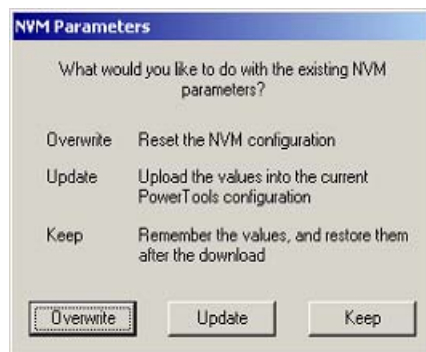 NVM Parameters
What would you like to do with the existing NVM
parameters?
Overwrite Reset the NVM configuration
Update Upload the values into the current
PowerTools configuration
Keep Remember the values, and restore them
after the download
Overwrite Update Keep